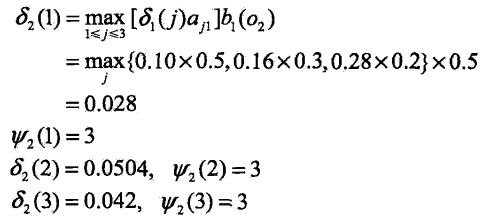 δ₂(1) = max_{1≤j≤3} [δ₁(j)a_{j1}]b₁(o₂)
= max_j {0.10×0.5, 0.16×0.3, 0.28×0.2}×0.5
= 0.028
ψ₂(1) = 3
δ₂(2) = 0.0504, ψ₂(2) = 3
δ₂(3) = 0.042, ψ₂(3) = 3